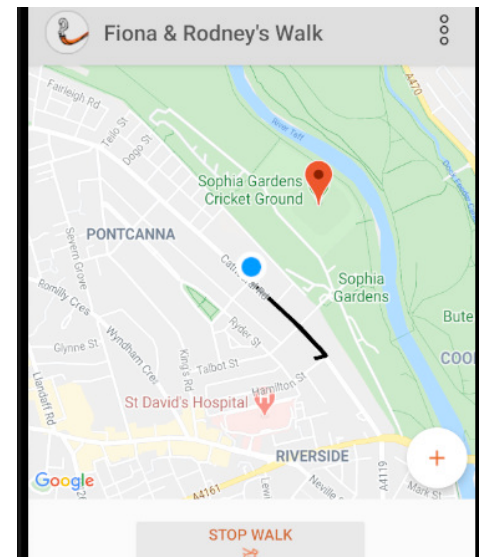 Fiona & Rodney's Walk
A470
Fairleigh Rd
Teilo St
Dogo St
River Taff
Sophia Gardens
Cricket Ground
PONTCANNA
Severn Grove
Sophia
Gardens
Romilly Cres
Wyndham Cres
Ryder St
Bute
Glynne St
King's Rd
Talbot St
COO
Llandaff Rd
Hamilton St
St David's Hospital
H
RIVERSIDE
A4119
+
Google
A4161
Neville
Mark St
STOP WALK